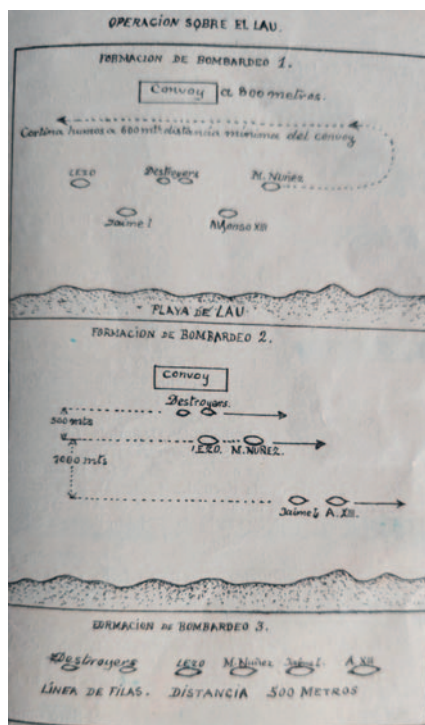 OPERACION SOBRE EL LAU.
FORMACION DE BOMBARDEO 1.
Convoy a 800 metros.
Cortina humos a 600 mts distancia minima del convoy
LEZO Destroyers M. Nuñez
Jaime I Alfonso XIII
PLAYA DE LAU
FORMACION DE BOMBARDEO 2.
Convoy
Destroyers.
500 mts
LEZO. M. NUÑEZ.
1000 mts
Jaime I. A. XIII.
FORMACION DE BOMBARDEO 3.
Destroyers LEZO M. Nuñez Jaime I. A. XIII
LÍNEA DE FILAS. DISTANCIA 500 METROS